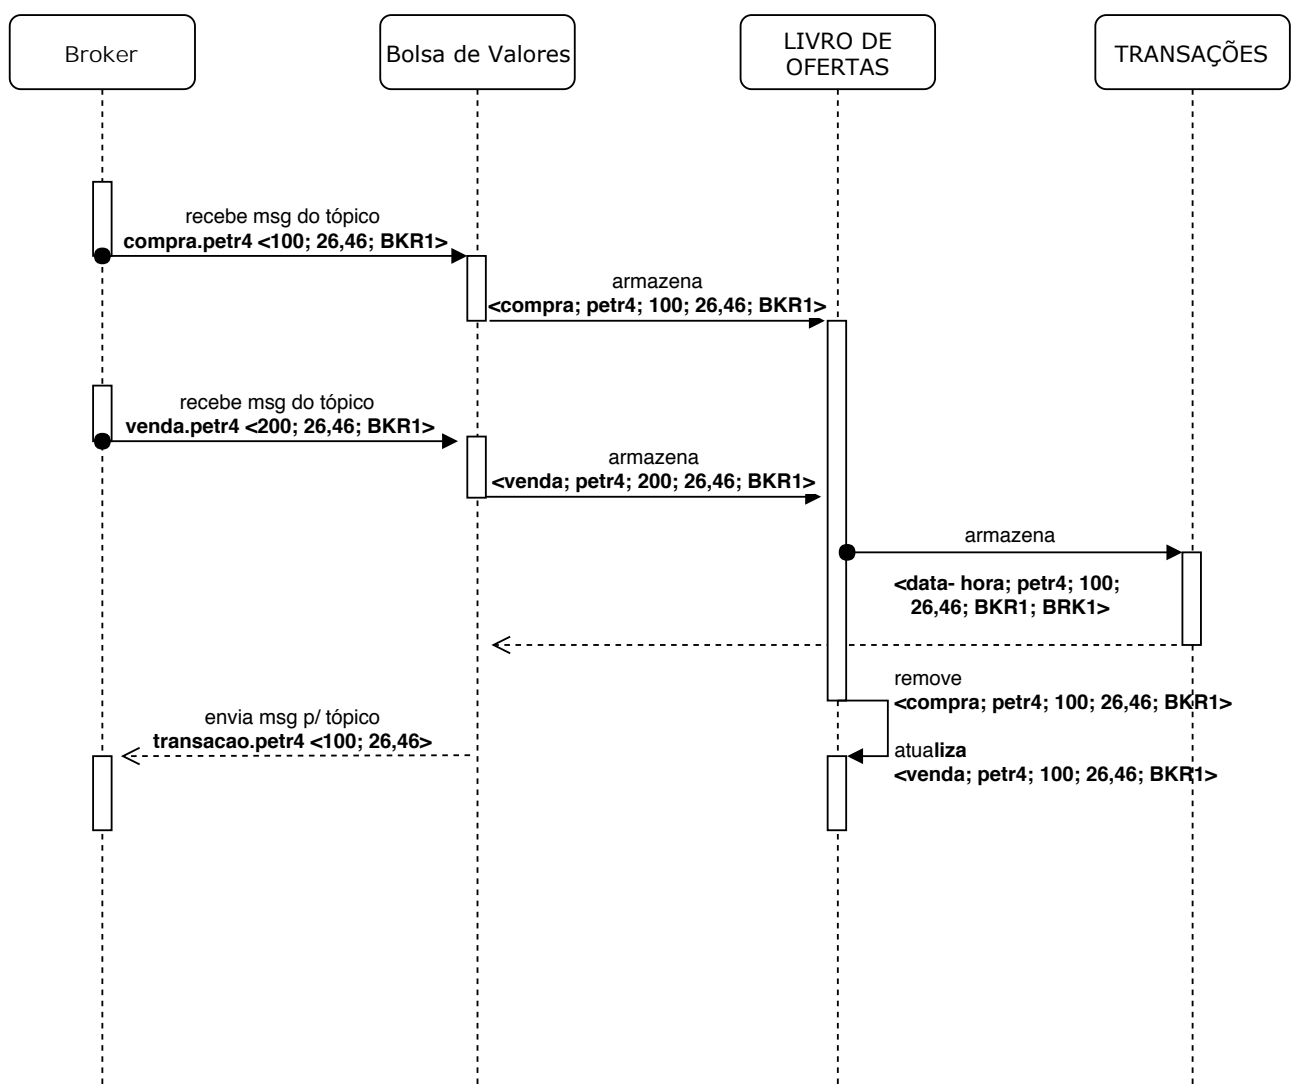 Broker
Bolsa de Valores
LIVRO DE
OFERTAS
TRANSAÇÕES
recebe msg do tópico
compra.petr4 <100; 26,46; BKR1>
armazena
<compra; petr4; 100; 26,46; BKR1>
recebe msg do tópico
venda.petr4 <200; 26,46; BKR1>
armazena
<venda; petr4; 200; 26,46; BKR1>
armazena
<data- hora; petr4; 100;
26,46; BKR1; BRK1>
remove
<compra; petr4; 100; 26,46; BKR1>
envia msg p/ tópico
transacao.petr4 <100; 26,46>
atualiza
<venda; petr4; 100; 26,46; BKR1>